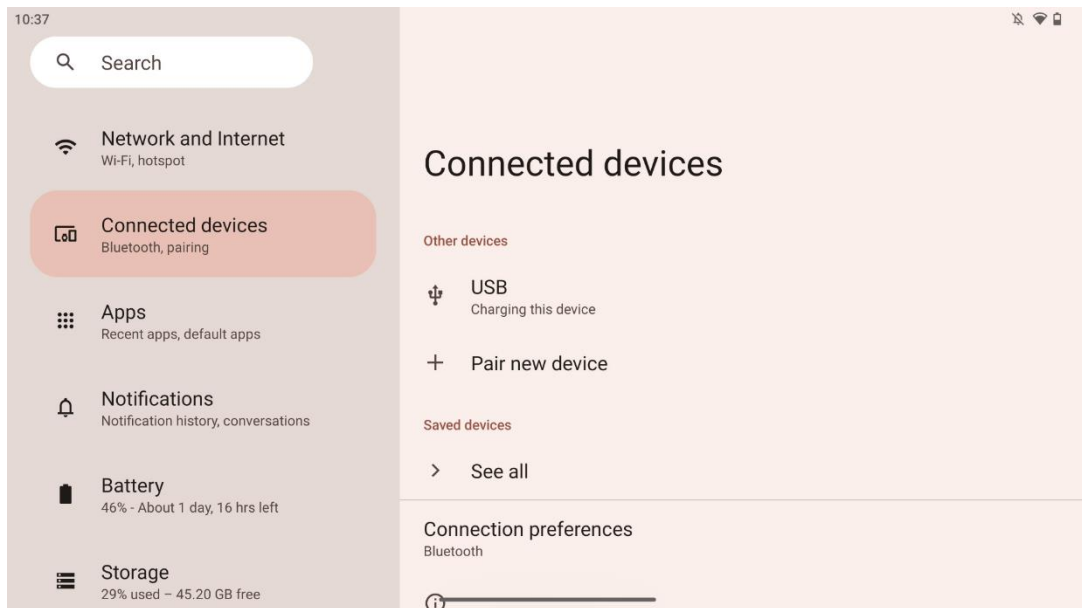 10:37
Search
Network and Internet
Wi-Fi, hotspot
Connected devices
Bluetooth, pairing
Apps
Recent apps, default apps
Notifications
Notification history, conversations
Battery
46% - About 1 day, 16 hrs left
Storage
29% used – 45.20 GB free
Connected devices
Other devices
USB
Charging this device
Pair new device
Saved devices
See all
Connection preferences
Bluetooth